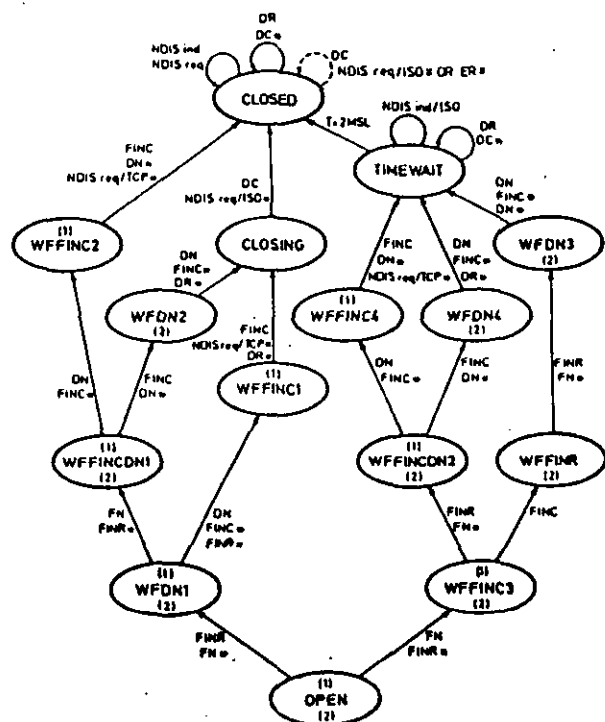 DR
DC*
NDIS ind
NDIS req
DC
NDIS req/ISO* OR ER*
CLOSED
NDIS ind/ISO
DR
DC*
T=2MSL
TIMEWAIT
FINC
DN*
NDIS req/TCP*
DC
NDIS req/ISO*
DN
FINC*
DN*
(1)
WFFINC2
CLOSING
WFDN3
(2)
DN
FINC*
DR*
FINC
DN*
NDIS req/TCP*
DN
FINC*
DR*
WFDN2
(2)
(1)
WFFINC4
WFDN4
(2)
FINC
NDIS req/TCP*
DR*
(1)
WFFINC1
FINR
FN*
DN
FINC*
FINC
DN*
DN
FINC*
FINC
DN*
(1)
WFFINCDN1
(2)
(1)
WFFINCDN2
(2)
WFFINR
(2)
FN
FINR*
DN
FINC*
FINR*
FINR
FN*
FINC
(1)
WFDN1
(2)
WFFINC3
(2)
FINR
FN*
FN
FINR*
(1)
OPEN
(2)